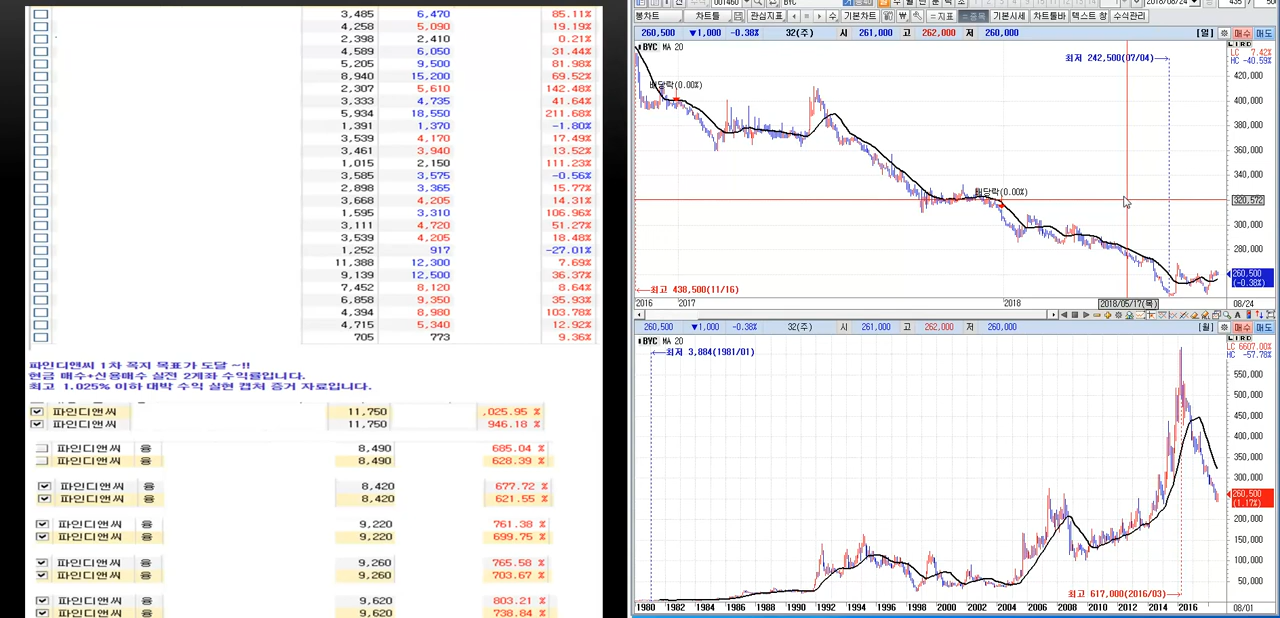 3,485 6,470 85.11%
4,258 5,090 19.19%
2,398 2,410 0.21%
4,589 6,050 31.44%
5,205 9,500 81.98%
8,940 15,200 69.52%
2,307 5,610 142.48%
3,333 4,735 41.64%
5,934 18,550 211.68%
1,391 1,370 -1.80%
3,539 4,170 17.49%
3,461 3,940 13.52%
1,015 2,150 111.23%
3,585 3,575 -0.56%
2,898 3,365 15.77%
3,668 4,205 14.31%
1,595 3,310 106.96%
3,111 4,720 51.27%
3,539 4,205 18.48%
1,252 917 -27.01%
11,388 12,300 7.69%
9,139 12,500 36.37%
7,452 8,120 8.64%
6,858 9,350 35.93%
4,394 8,980 103.78%
4,715 5,340 12.92%
705 773 9.36%
파인디앤씨 1차 꼭지 목표가 도달 ~!!
현금 매수+신용매수 실전 2계좌 수익률입니다.
최고 1.025% 이하 대박 수익 실현 캡쳐 증거 자료입니다.
파인디앤씨 11,750 ,025.95 %
파인디앤씨 11,750 946.18 %
파인디앤씨 융 8,490 685.04 %
파인디앤씨 융 8,490 628.39 %
파인디앤씨 융 8,420 677.72 %
파인디앤씨 융 8,420 621.55 %
파인디앤씨 융 9,220 761.38 %
파인디앤씨 융 9,220 699.75 %
파인디앤씨 융 9,260 765.58 %
파인디앤씨 융 9,260 703.67 %
파인디앤씨 융 9,620 803.21 %
파인디앤씨 융 9,620 738.84 %
봉차트 차트툴 관심지표 수 기본차트 ₩ 지표 종목 기본시세 차트툴바 텍스트 창 수식관리
260,500 ▼1,000 -0.38% 32(주) 시 261,000 고 262,000 저 260,000 [일] 매수 매도
BYC MA 20
최저 242,500(07/04)
LC 7.42%
HC -40.59%
배당락(0.00%)
420,000
400,000
380,000
360,000
340,000
배당락(0.00%)
320,572
300,000
280,000
260,500
(-0.38%)
최고 438,500(11/16)
2016 2017 2018 2018/05/17(목) 08/24
260,500 ▼1,000 -0.38% 32(주) 시 261,000 고 262,000 저 260,000 [월] 매수 매도
BYC MA 20
최저 3,884(1981/01)
LC 6607.00%
HC -57.78%
550,000
500,000
450,000
400,000
350,000
300,000
260,500
(1.17%)
200,000
150,000
100,000
50,000
최고 617,000(2016/03)
1980 1982 1984 1986 1988 1990 1992 1994 1996 1998 2000 2002 2004 2006 2008 2010 2012 2014 2016 08/01